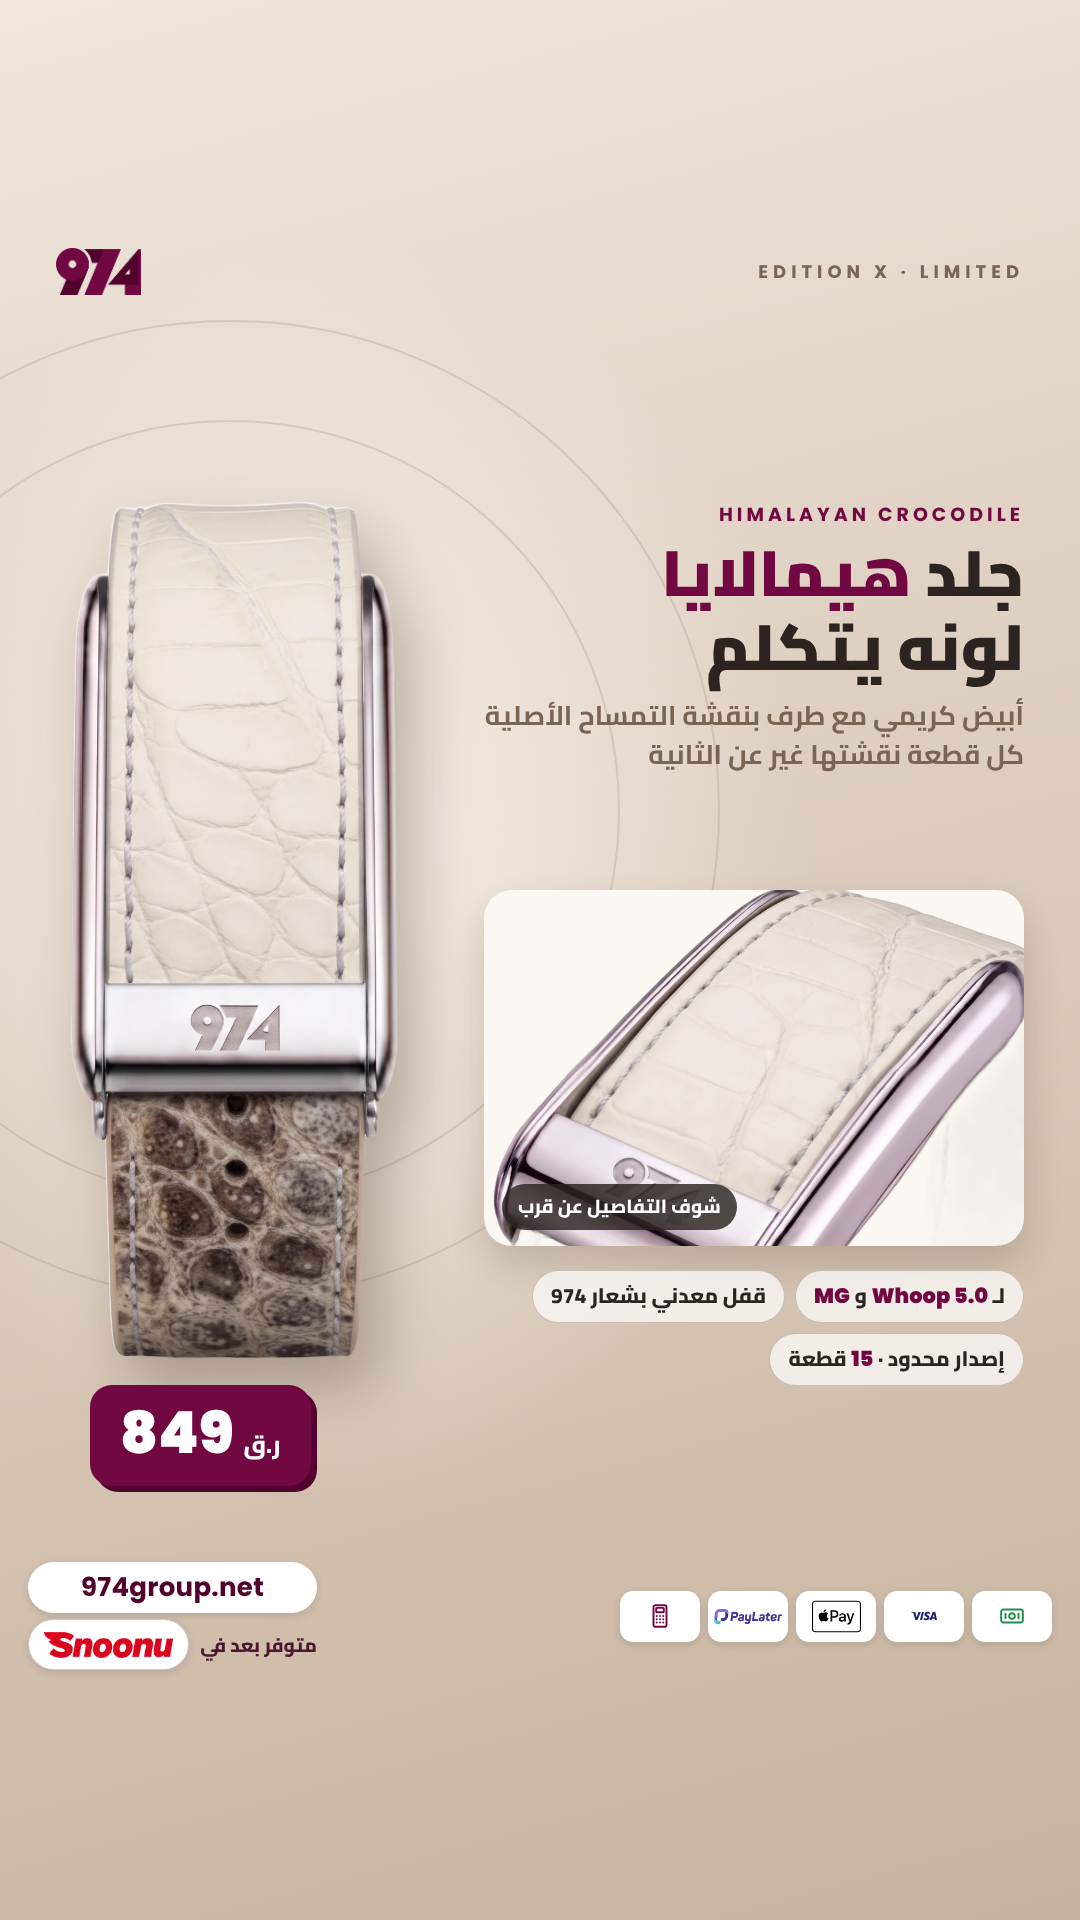 974
EDITION X · LIMITED
HIMALAYAN CROCODILE
جلد هيمالايا
لونه يتكلم
أبيض كريمي مع طرف بنقشة التمساح الأصلية
كل قطعة نقشتها غير عن الثانية
974
974
شوف التفاصيل عن قرب
لـ Whoop 5.0 و MG
قفل معدني بشعار 974
إصدار محدود · 15 قطعة
849 ر.ق
974group.net
متوفر بعد في Snoonu
PayLater
Pay
VISA